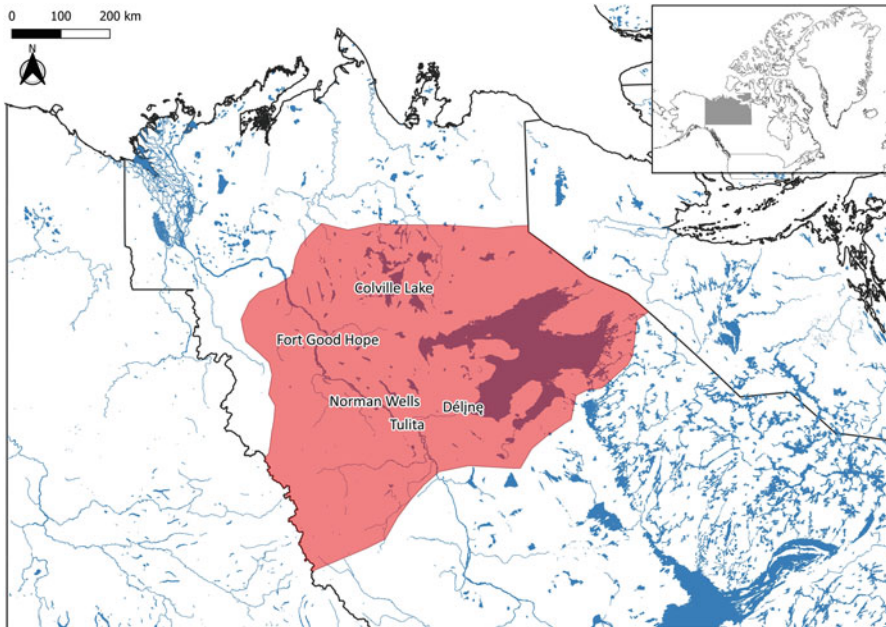 0 100 200 km
N
Colville Lake
Fort Good Hope
Norman Wells
Délı̨nę
Tulita